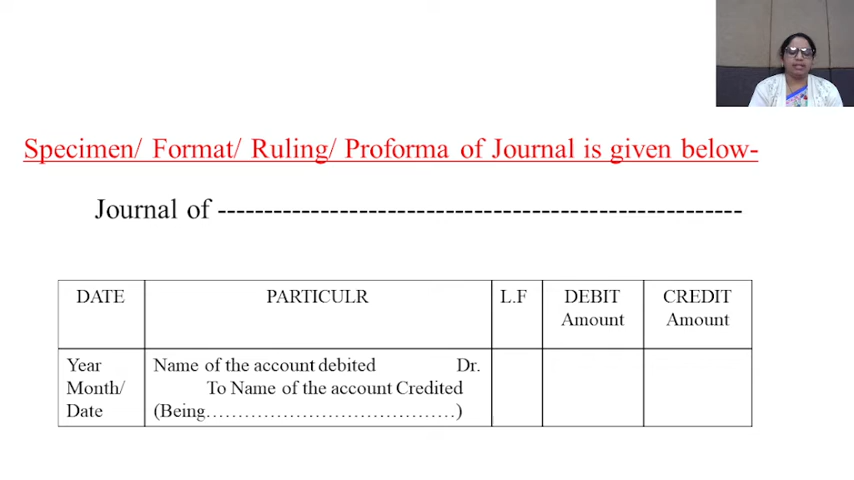 Specimen/ Format/ Ruling/ Proforma of Journal is given below-
Journal of ---------------------------------------------------------
DATE PARTICULR L.F DEBIT Amount CREDIT Amount
Year Month/ Date
Name of the account debited Dr.
To Name of the account Credited
(Being…………………………………)